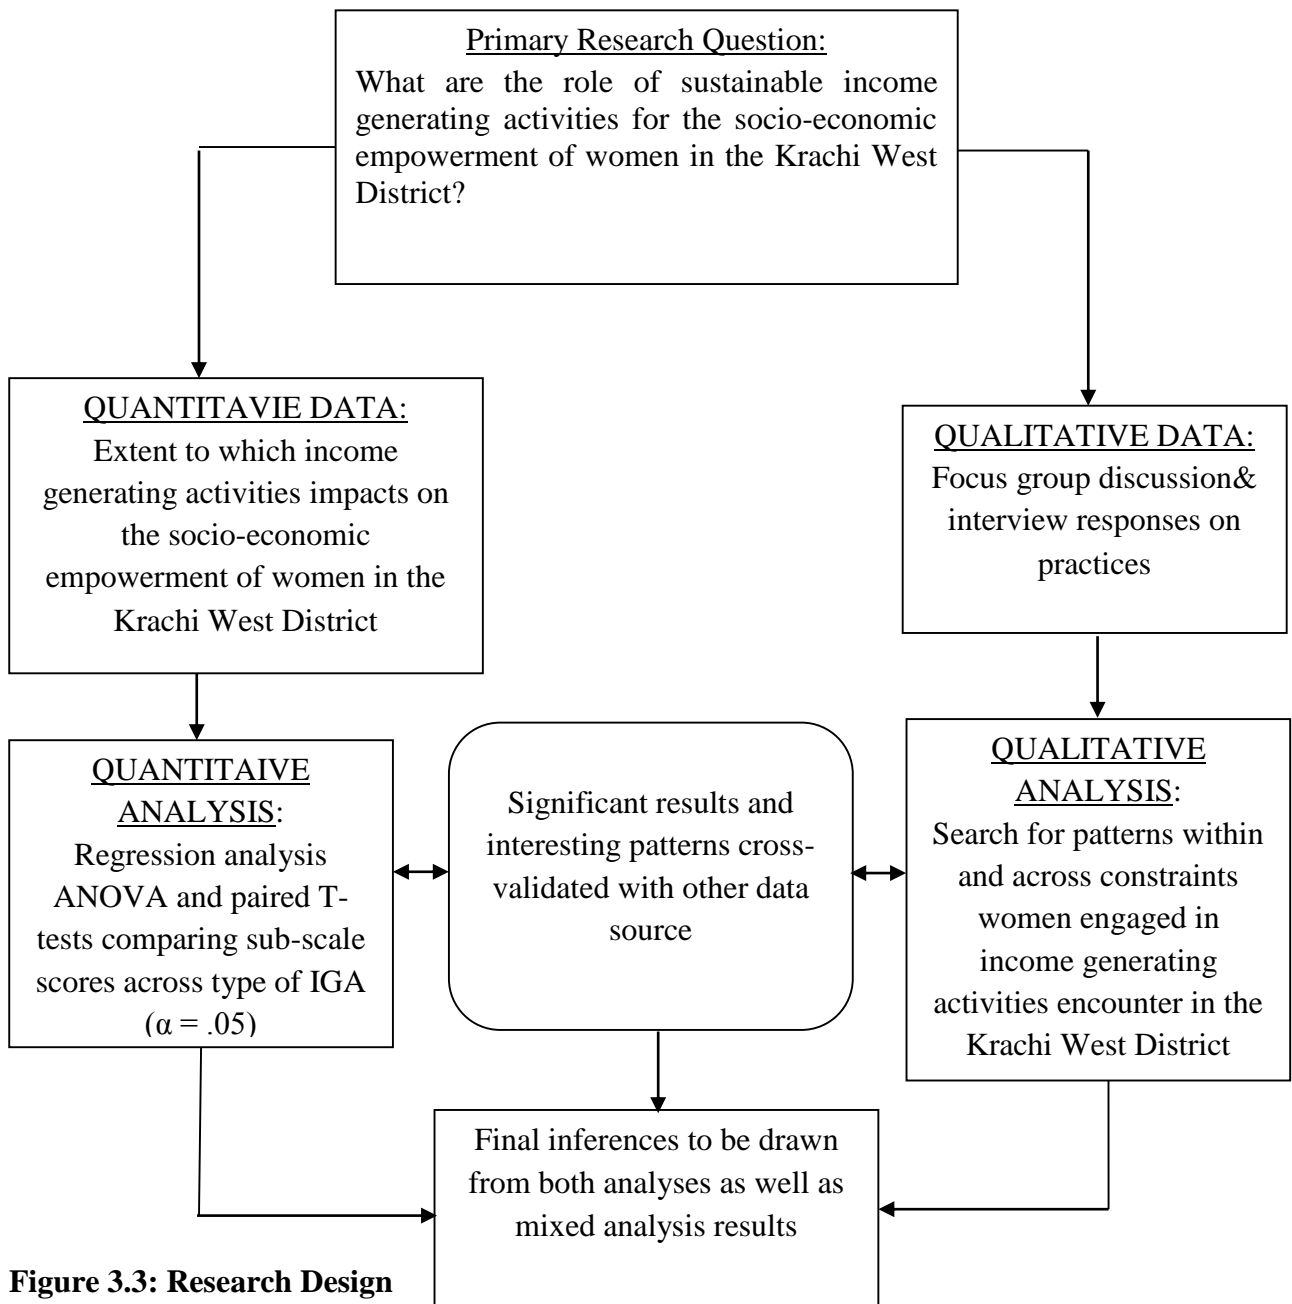 Primary Research Question:
What are the role of sustainable income
generating activities for the socio-economic
empowerment of women in the Krachi West
District?
QUANTITAVIE DATA:
Extent to which income
generating activities impacts on
the socio-economic
empowerment of women in the
Krachi West District
QUALITATIVE DATA:
Focus group discussion&
interview responses on
practices
QUANTITAIVE
ANALYSIS:
Regression analysis
ANOVA and paired T-
tests comparing sub-scale
scores across type of IGA
(α = .05)
Significant results and
interesting patterns cross-
validated with other data
source
QUALITATIVE
ANALYSIS:
Search for patterns within
and across constraints
women engaged in
income generating
activities encounter in the
Krachi West District
Final inferences to be drawn
from both analyses as well as
mixed analysis results
Figure 3.3: Research Design